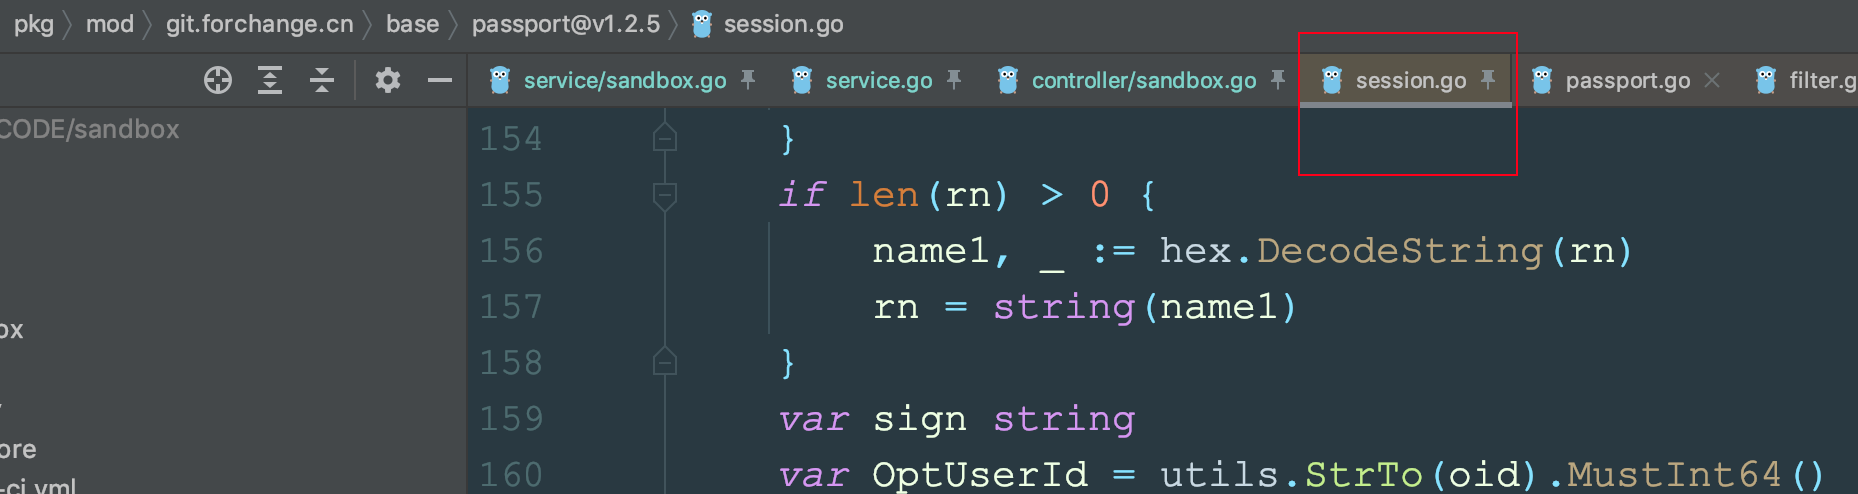 pkg mod git.forchange.cn base passport@v1.2.5 session.go
service/sandbox.go service.go controller/sandbox.go session.go passport.go filter.g
CODE/sandbox
154 }
155 if len(rn) > 0 {
156 name1, _ := hex.DecodeString(rn)
157 rn = string(name1)
ox
158 }
159 var sign string
ore
160 var OptUserId = utils.StrTo(oid).MustInt64()
-ci.yml